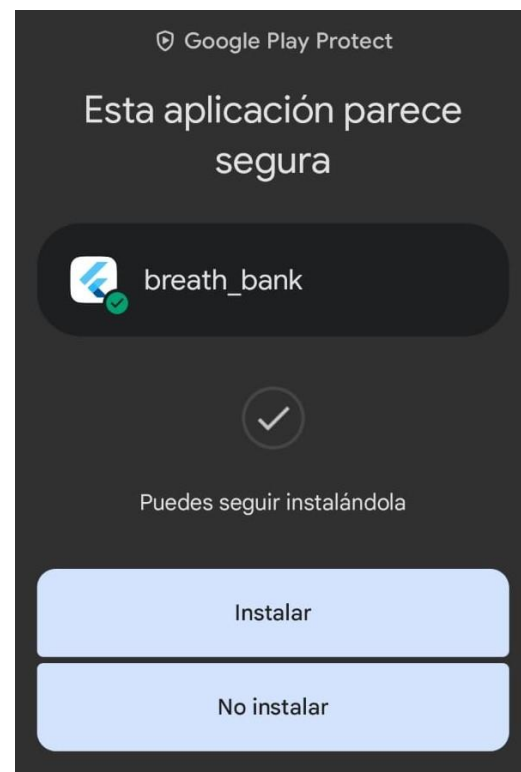 Google Play Protect
Esta aplicación parece
segura
breath_bank
Puedes seguir instalándola
Instalar
No instalar